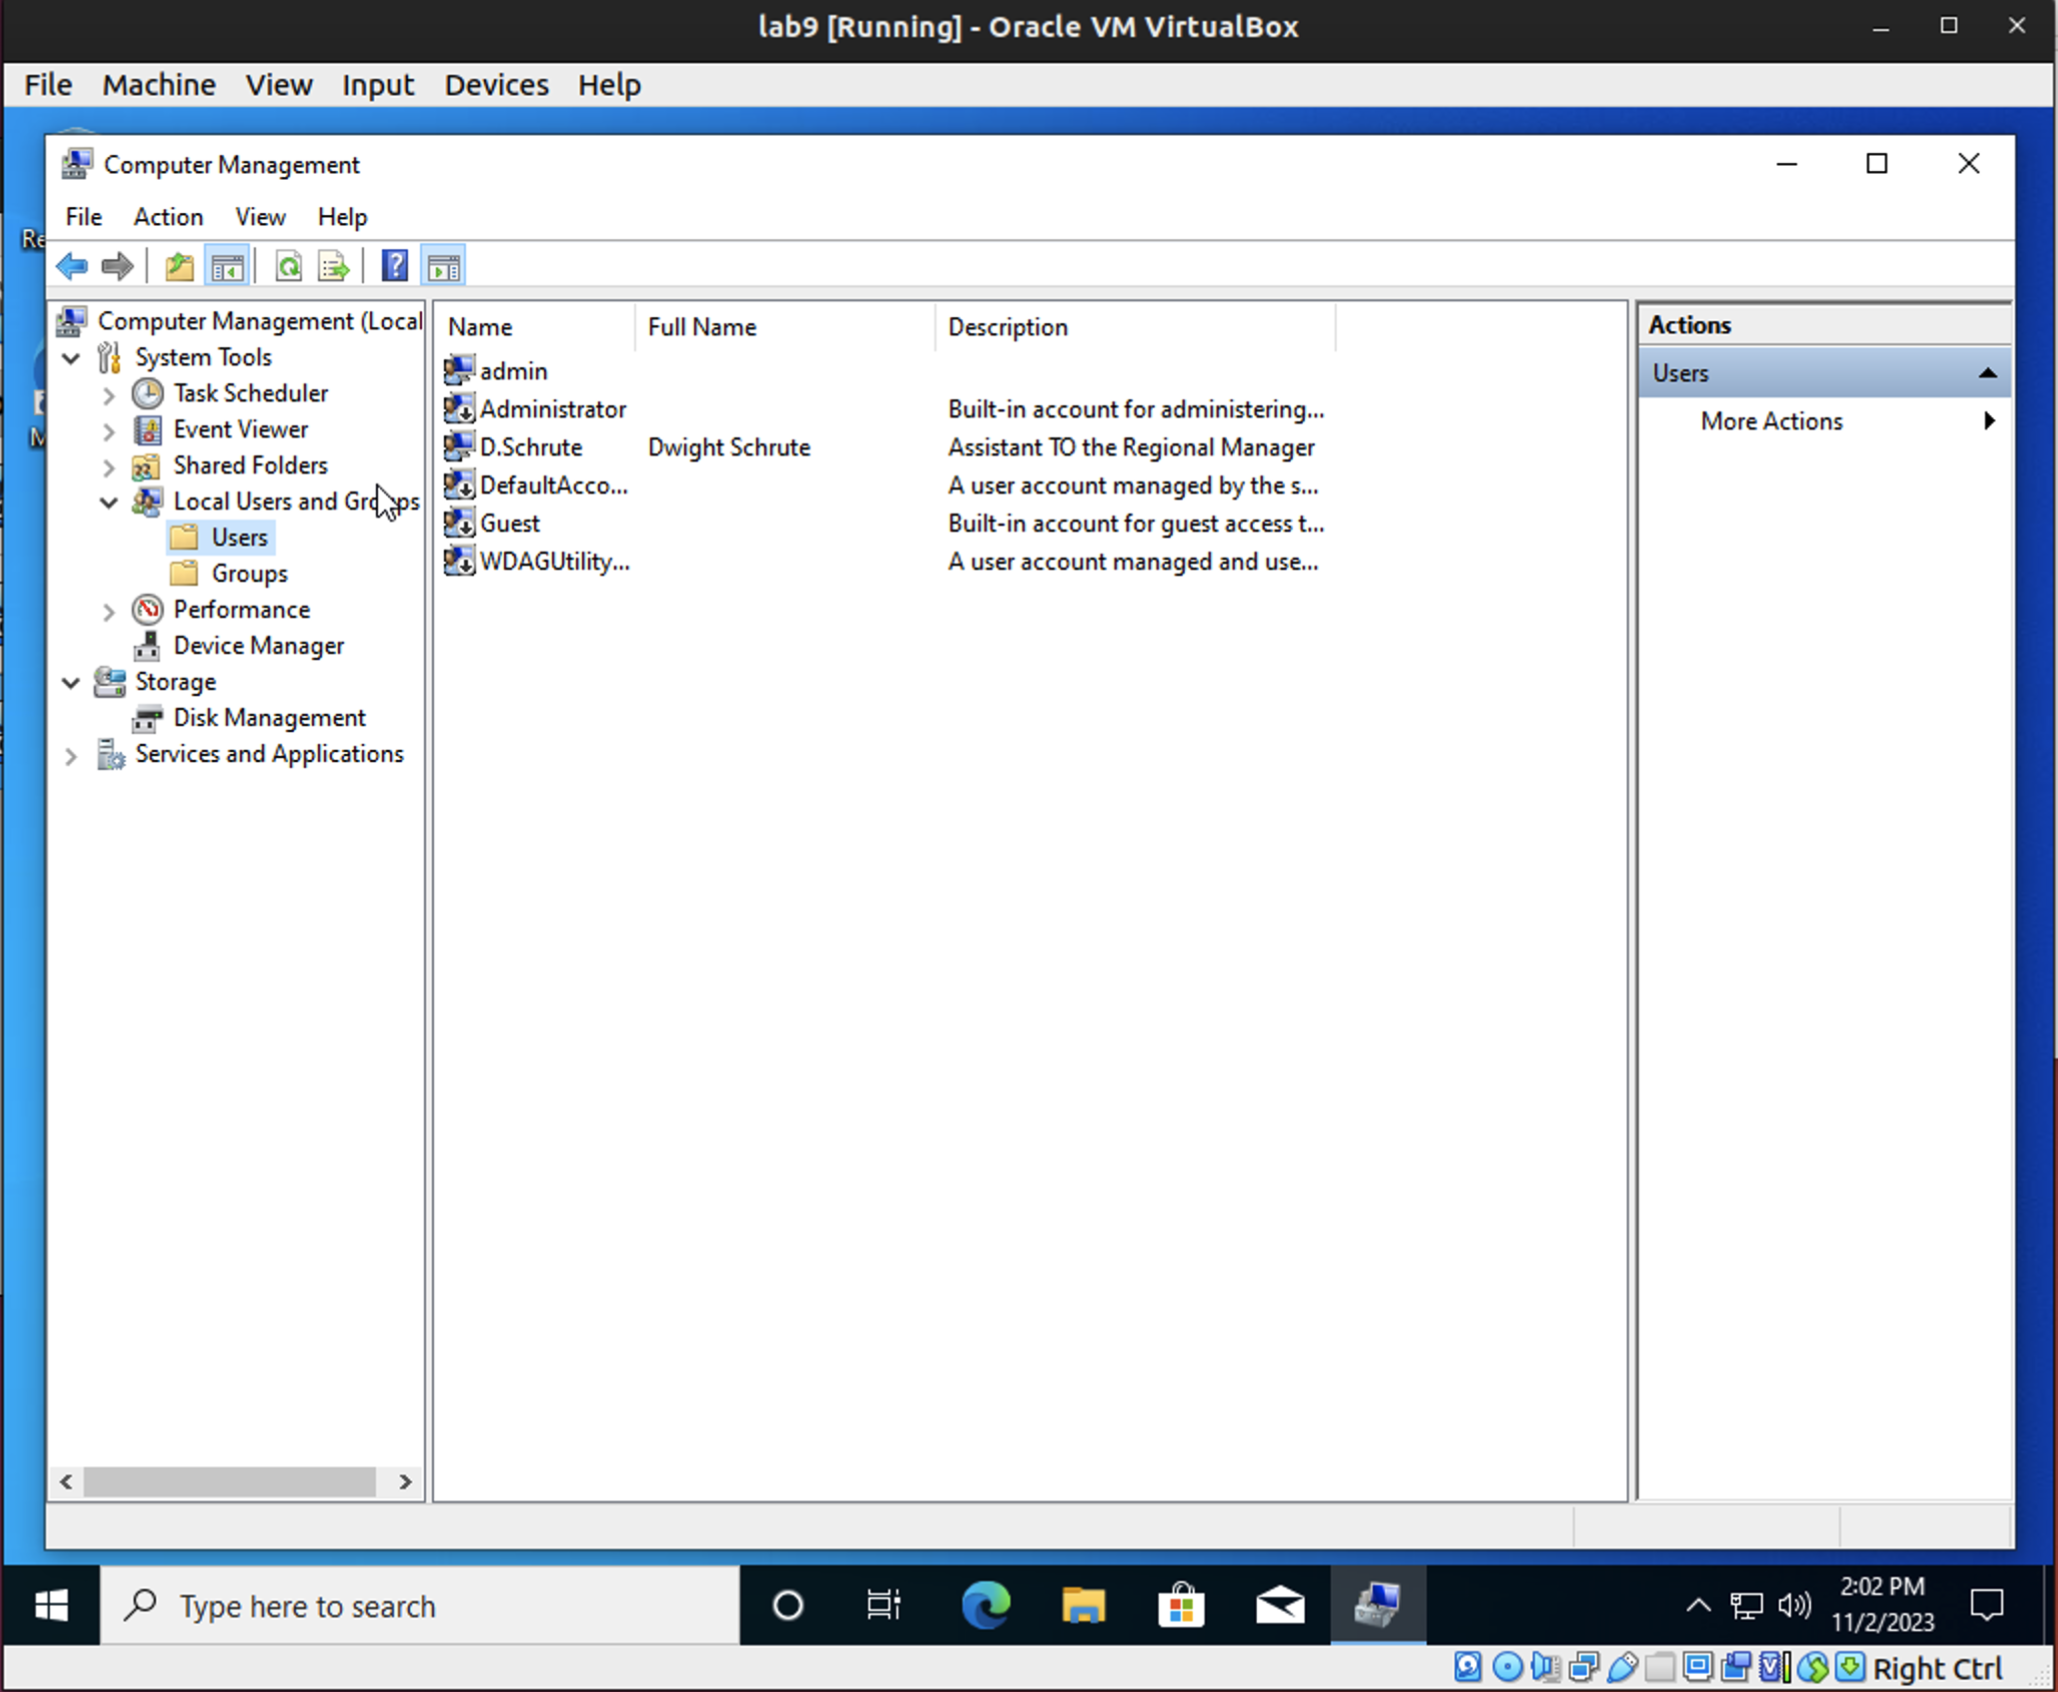 lab9 [Running] - Oracle VM VirtualBox
File Machine View Input Devices Help
Computer Management
File Action View Help
Re
M
Computer Management (Local
System Tools
Task Scheduler
Event Viewer
Shared Folders
Local Users and Groups
Users
Groups
Performance
Device Manager
Storage
Disk Management
Services and Applications
Name Full Name Description
admin
Administrator Built-in account for administering...
D.Schrute Dwight Schrute Assistant TO the Regional Manager
DefaultAcco... A user account managed by the s...
Guest Built-in account for guest access t...
WDAGUtility... A user account managed and use...
Actions
Users
More Actions
Type here to search
2:02 PM
11/2/2023
Right Ctrl